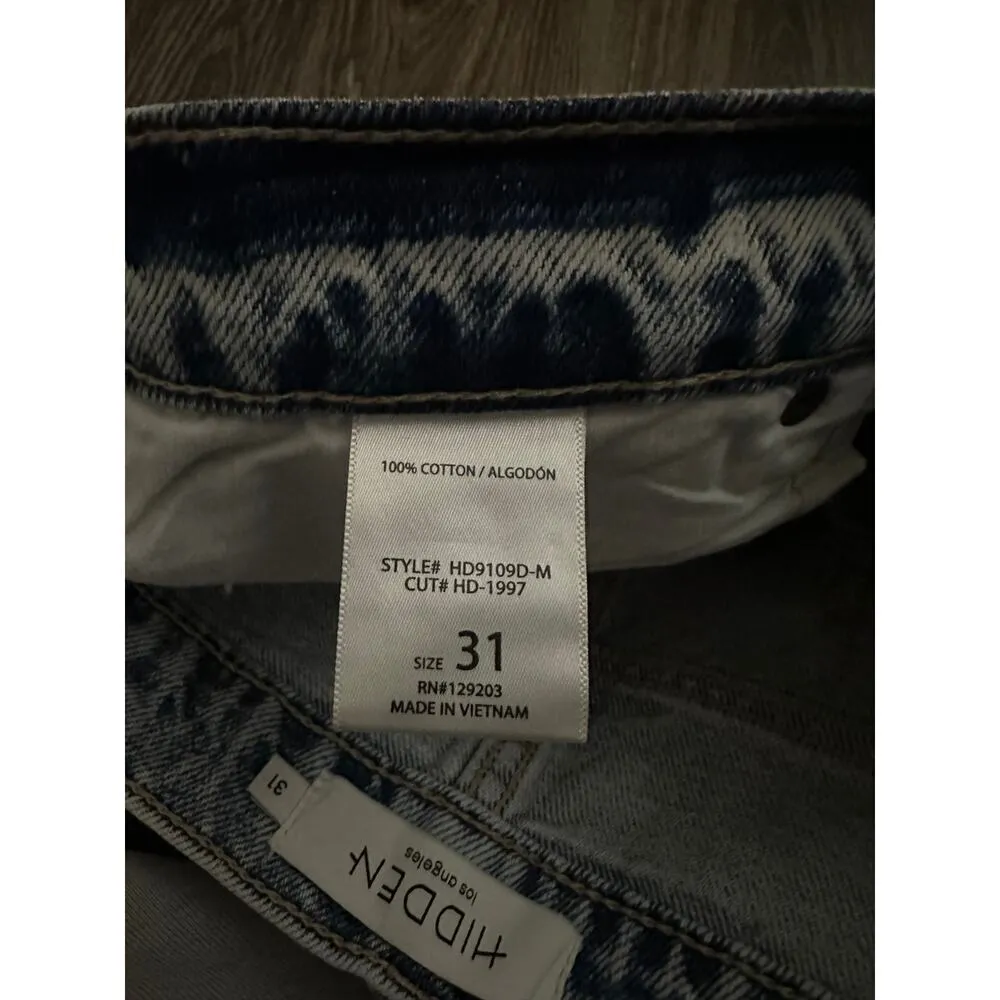 100% COTTON / ALGODÓN
STYLE# HD9109D-M
CUT# HD-1997
SIZE 31
RN#129203
MADE IN VIETNAM
31
HIDDEN
los angeles